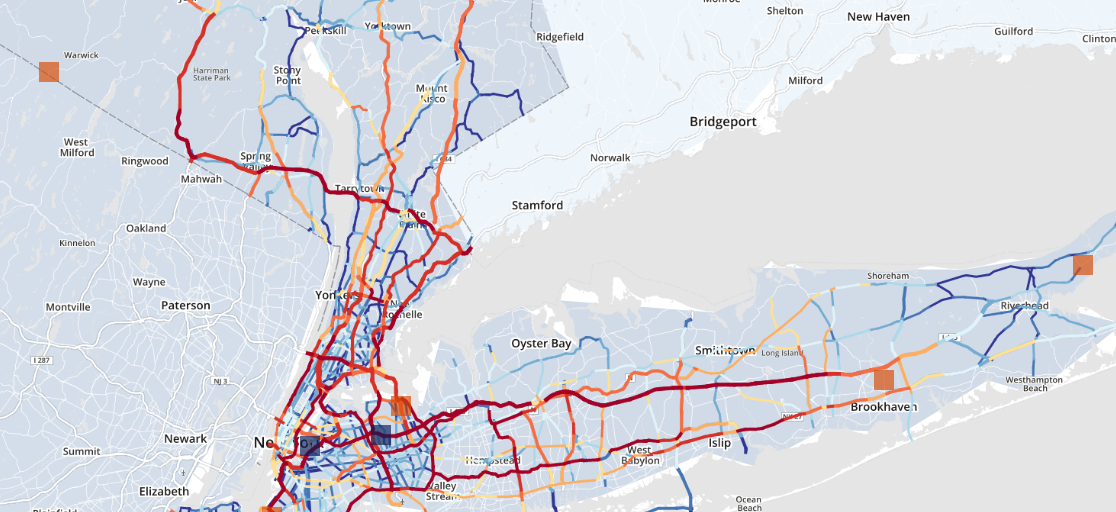 Monroe
Shelton
New Haven
Yorktown
Peekskill
Ridgefield
Guilford
Clinton
Warwick
Harriman
State Park
Stony
Point
Milford
Mount
Kisco
Bridgeport
West
Milford
Ringwood
Spring
Valley
Norwalk
Mahwah
Tarrytown
Stamford
Oakland
Kinnelon
Wayne
Shoreham
Yonkers
New
Rochelle
Montville
Paterson
Riverhead
I 287
Oyster Bay
Smithtown
Long Island
NJ 3
Westhampton
Beach
Brookhaven
Newark
New York
Islip
Summit
Hempstead
West
Babylon
Elizabeth
Valley
Stream
Ocean
Beach